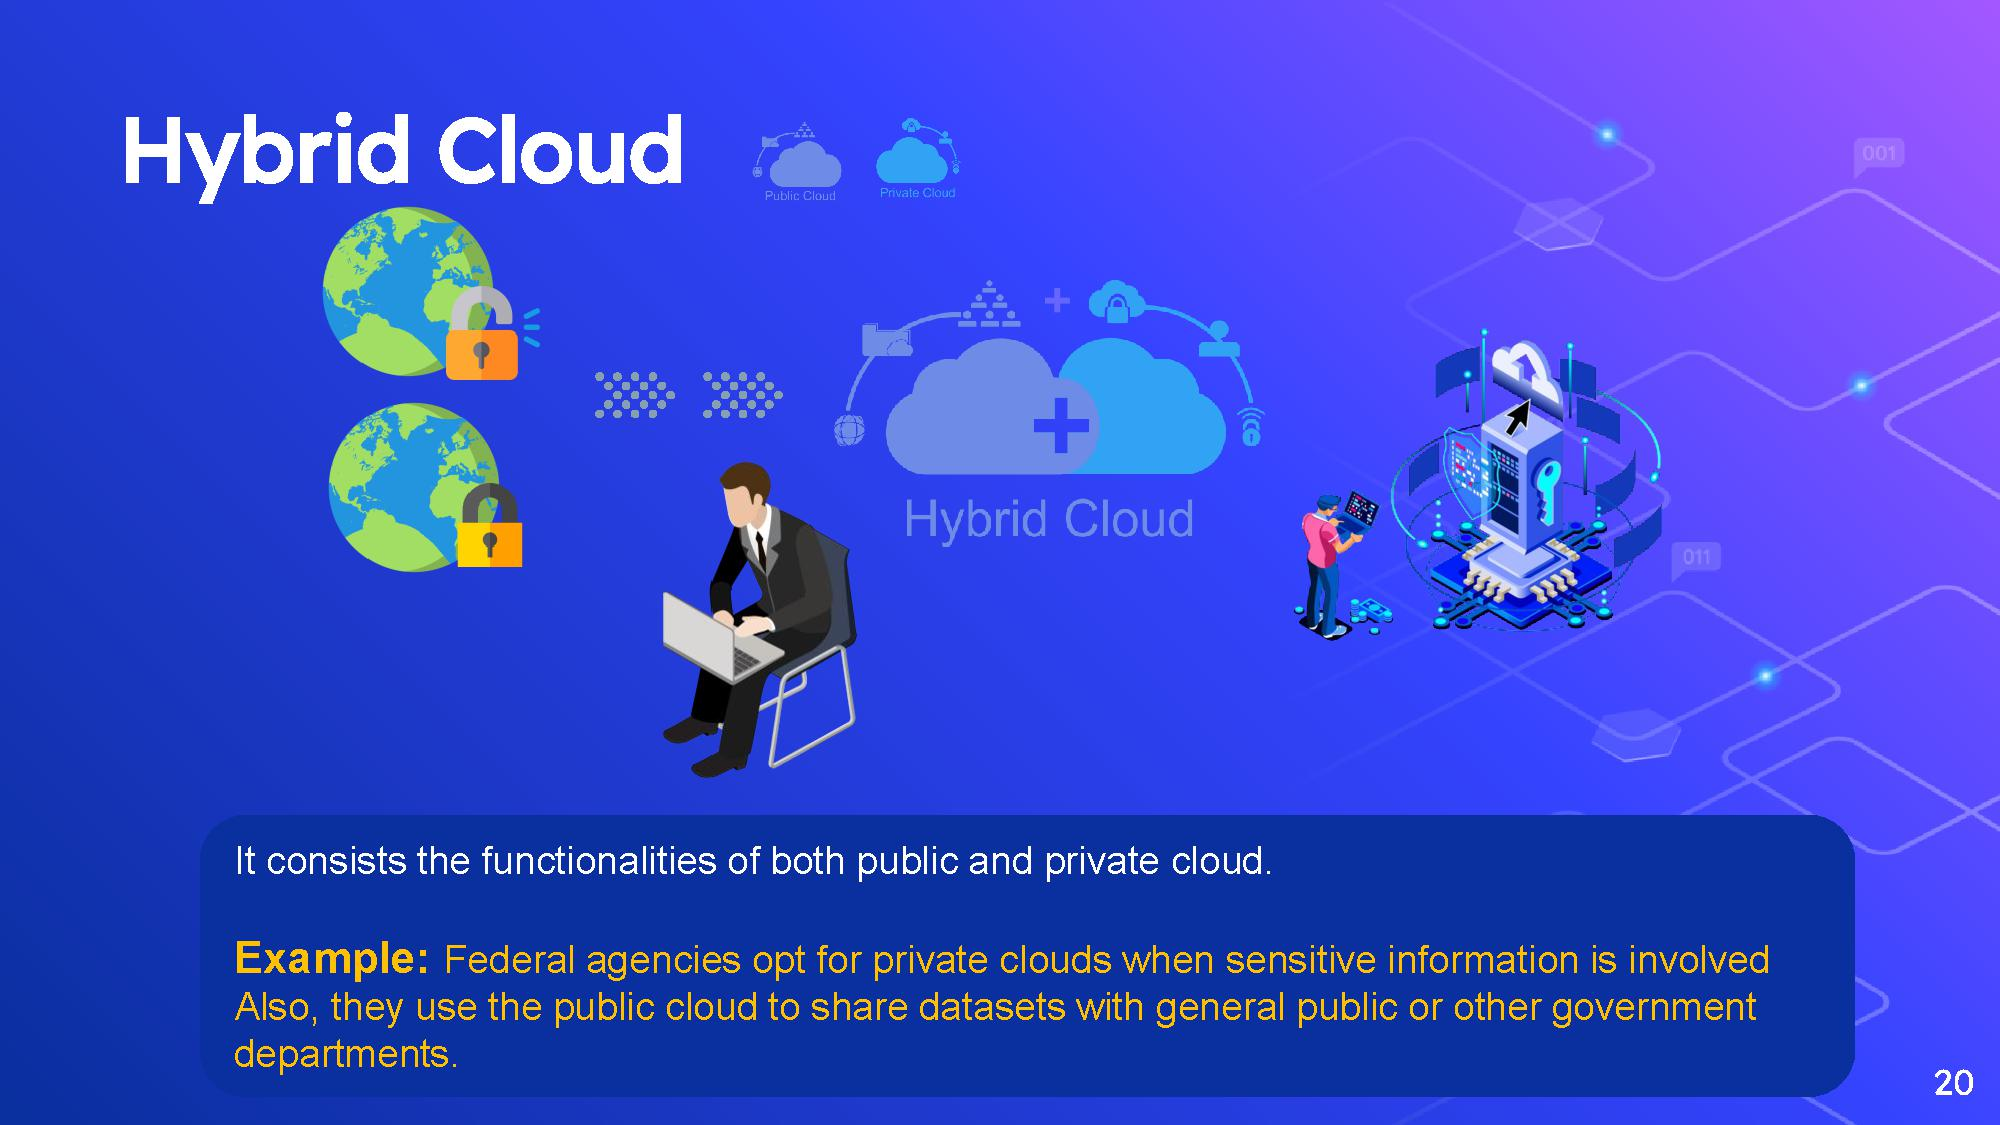 Hybrid Cloud
Public Cloud
Private Cloud
001
Hybrid Cloud
011
It consists the functionalities of both public and private cloud.
Example: Federal agencies opt for private clouds when sensitive information is involved
Also, they use the public cloud to share datasets with general public or other government
departments.
20